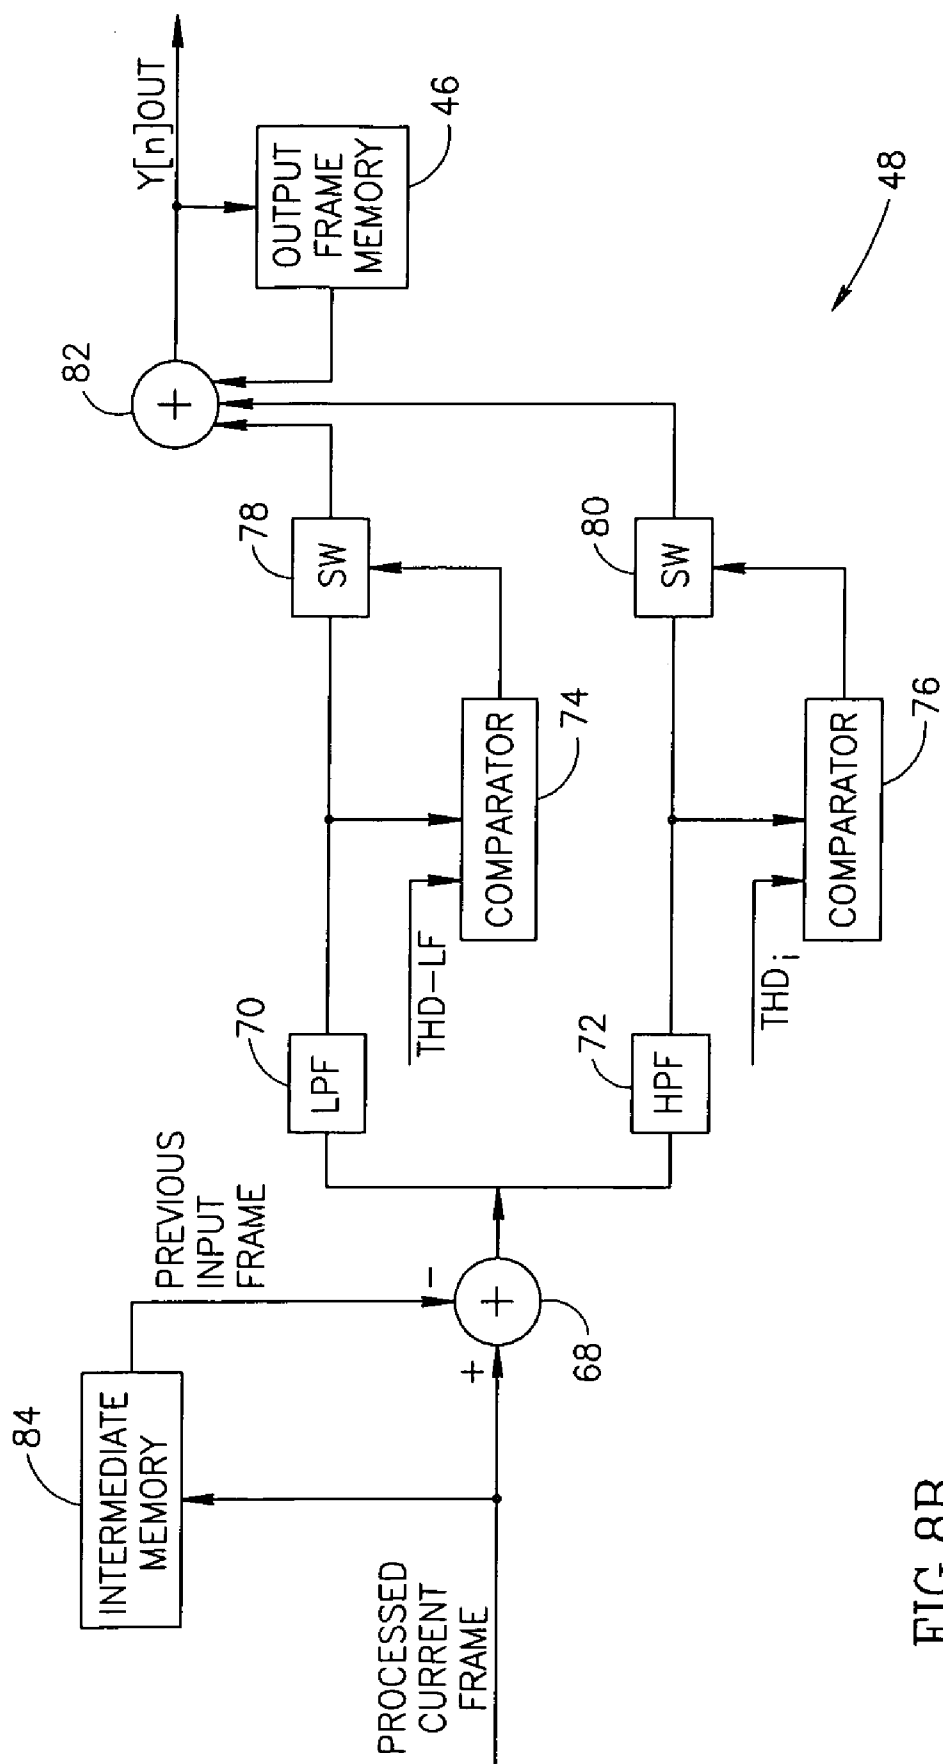 84
INTERMEDIATE
MEMORY
PREVIOUS
INPUT
FRAME
PROCESSED
CURRENT
FRAME
+
-
+
68
70
LPF
THD-LF
COMPARATOR
74
78
SW
72
HPF
THDi
COMPARATOR
76
80
SW
82
+
Y[n]OUT
OUTPUT
FRAME
MEMORY
46
48
FIG.8B